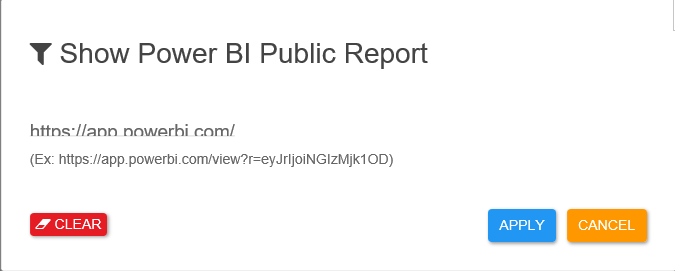 Show Power BI Public Report
https://app.powerbi.com/
(Ex: https://app.powerbi.com/view?r=eyJrIjoiNGIzMjk1OD)
CLEAR
APPLY
CANCEL